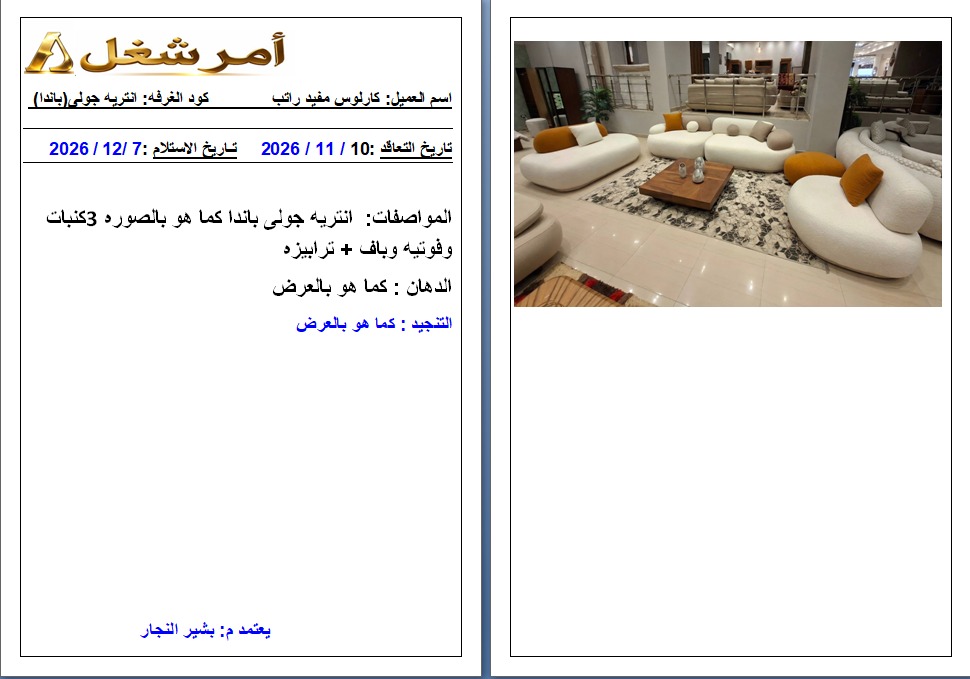 أمر شغل
اسم العميل: كارلوس مفيد راتب كود الغرفه: انتريه جولى(باندا)
تاريخ التعاقد :10 / 11 / 2026 تـاريخ الاستلام :7 /12 / 2026
المواصفات: انتريه جولى باندا كما هو بالصوره 3كنبات
وفوتيه وباف + ترابيزه
الدهان : كما هو بالعرض
التنجيد : كما هو بالعرض
يعتمد م: بشير النجار